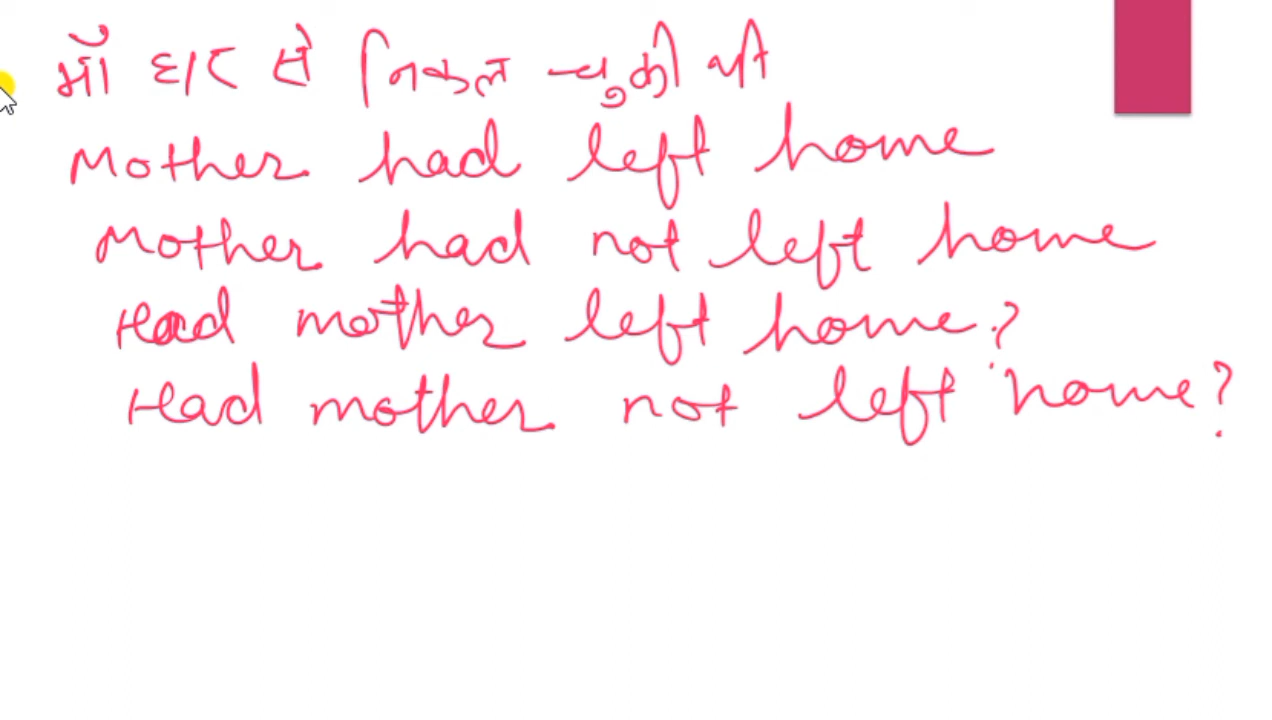 माँ घर से निकल चुकी थी
Mother had left home
Mother had not left home
Had mother left home?
Had mother not left home?